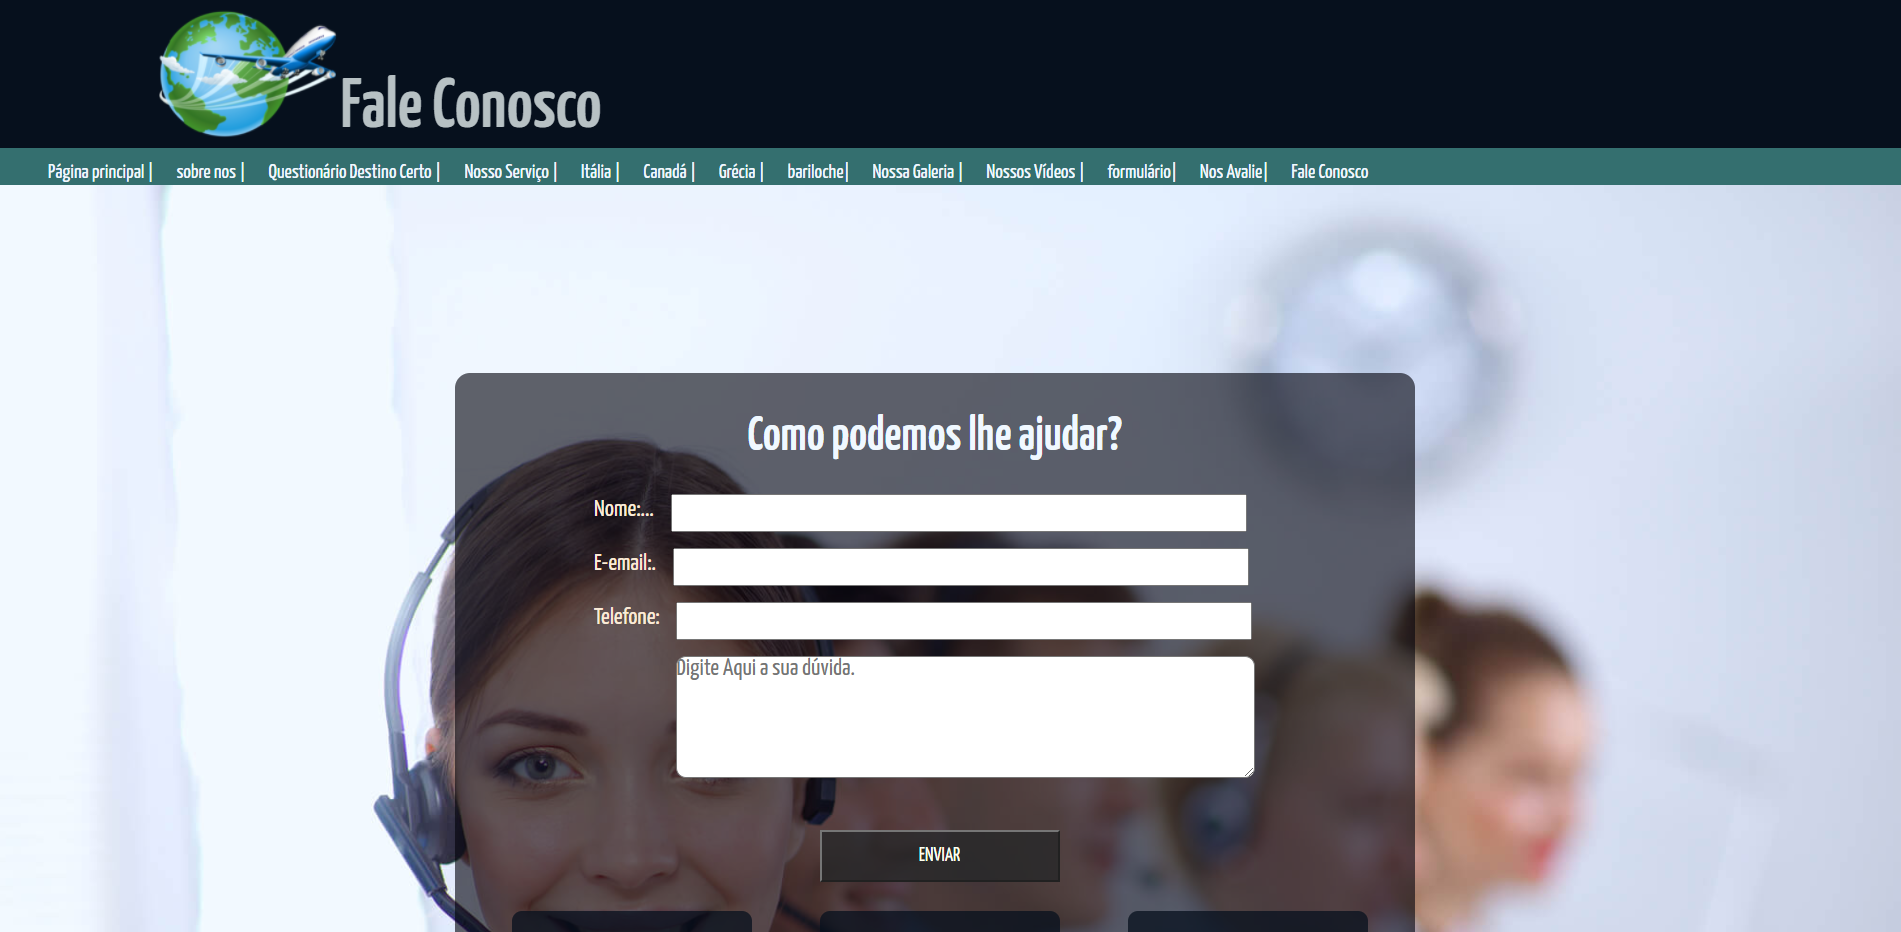 Fale Conosco
Página principal | sobre nos | Questionário Destino Certo | Nosso Serviço | Itália | Canadá | Grécia | bariloche| Nossa Galeria | Nossos Vídeos | formulário| Nos Avalie| Fale Conosco
Como podemos lhe ajudar?
Nome:...
E-email:.
Telefone:
Digite Aqui a sua dúvida.
ENVIAR